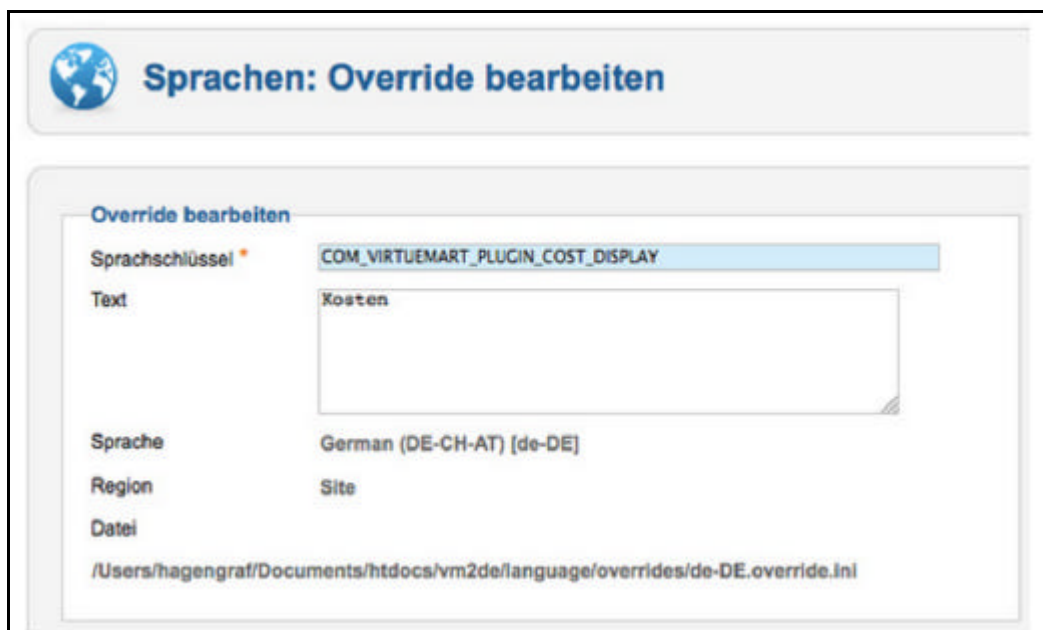 Sprachen: Override bearbeiten
Override bearbeiten
Sprachschlüssel * COM_VIRTUEMART_PLUGIN_COST_DISPLAY
Text Kosten
Sprache German (DE-CH-AT) [de-DE]
Region Site
Datei
/Users/hagengraf/Documents/htdocs/vm2de/language/overrides/de-DE.override.ini